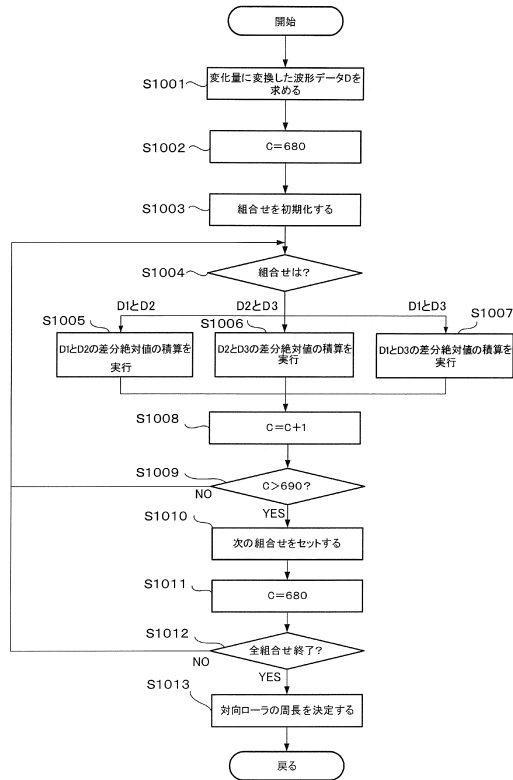 開始
S1001
変化量に変換した波形データDを
求める
S1002
C=680
S1003
組合せを初期化する
S1004
組合せは?
D1とD2
D2とD3
D1とD3
S1005
S1006
S1007
D1とD2の差分絶対値の積算を
実行
D2とD3の差分絶対値の積算を
実行
D1とD3の差分絶対値の積算を
実行
S1008
C=C+1
S1009
C>690?
NO
YES
S1010
次の組合せをセットする
S1011
C=680
S1012
全組合せ終了?
NO
YES
S1013
対向ローラの周長を決定する
戻る